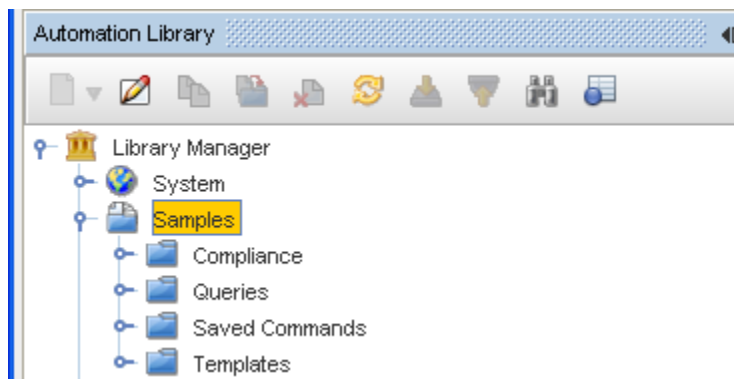 Automation Library
Library Manager
System
Samples
Compliance
Queries
Saved Commands
Templates